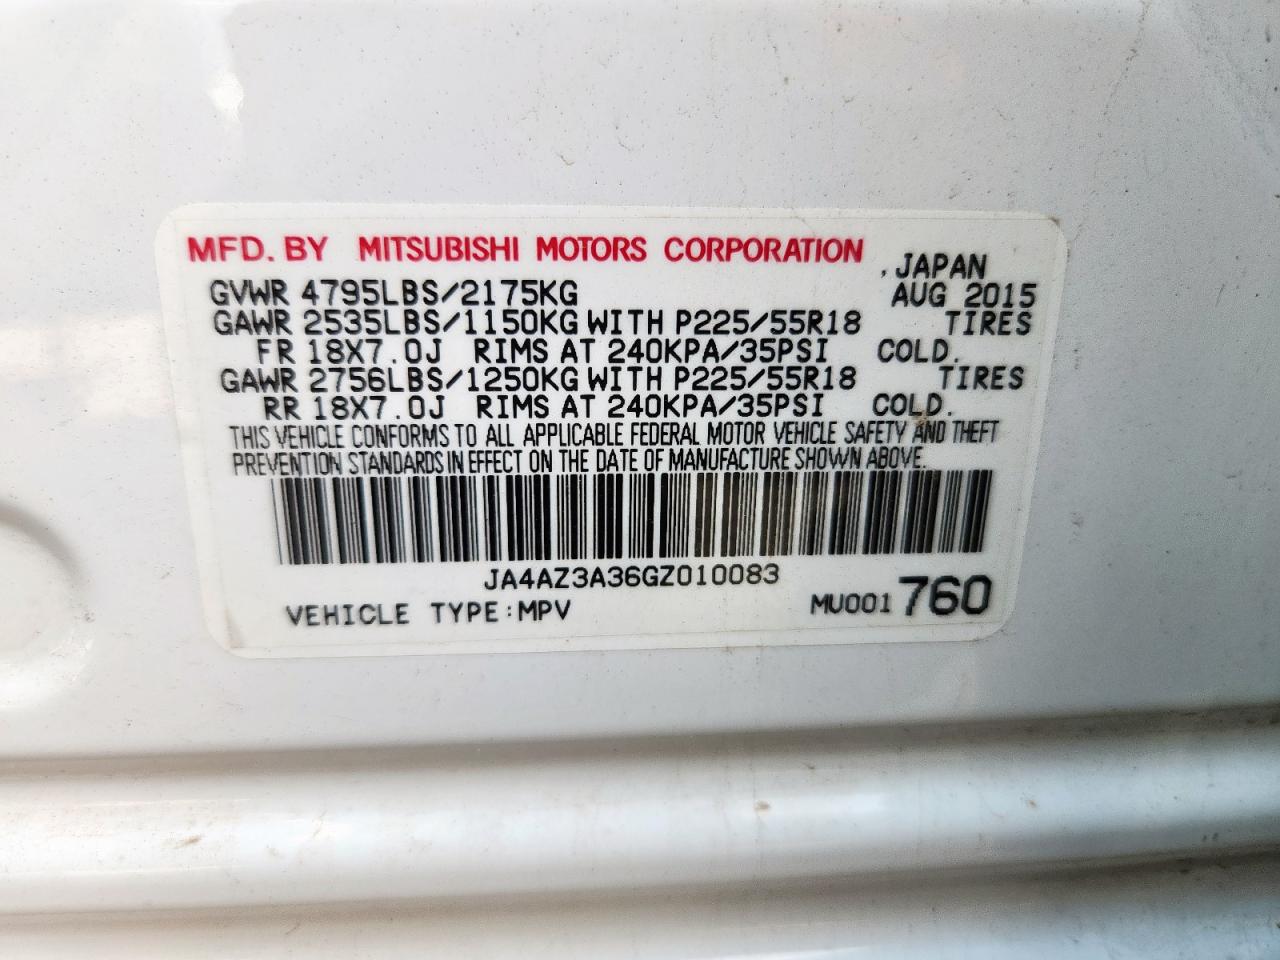 MFD. BY MITSUBISHI MOTORS CORPORATION , JAPAN
GVWR 4795LBS/2175KG AUG 2015
GAWR 2535LBS/1150KG WITH P225/55R18 TIRES
FR 18X7.0J RIMS AT 240KPA/35PSI COLD.
GAWR 2756LBS/1250KG WITH P225/55R18 TIRES
RR 18X7.0J RIMS AT 240KPA/35PSI COLD.
THIS VEHICLE CONFORMS TO ALL APPLICABLE FEDERAL MOTOR VEHICLE SAFETY AND THEFT
PREVENTION STANDARDS IN EFFECT ON THE DATE OF MANUFACTURE SHOWN ABOVE.
JA4AZ3A36GZ010083
VEHICLE TYPE:MPV MU001 760